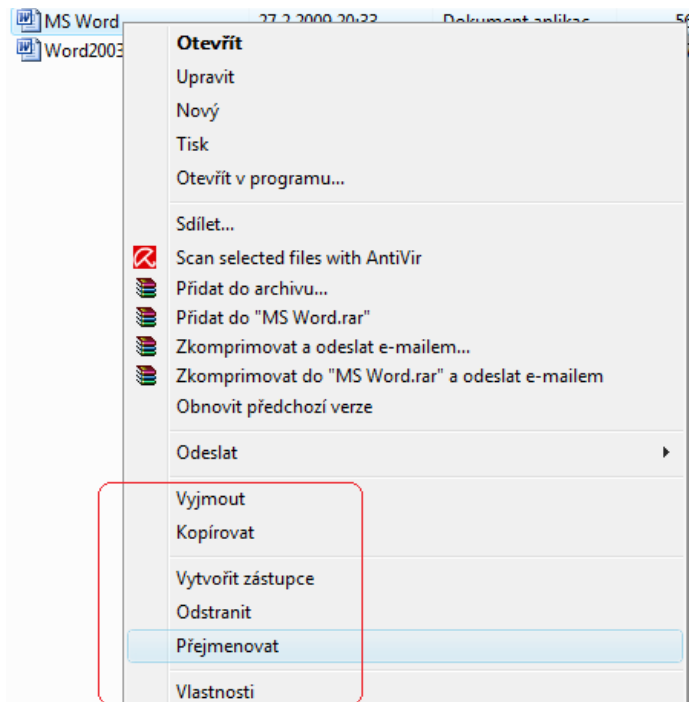 MS Word 27.2.2009 20:33 Dokument aplikac
Word2003
Otevřít
Upravit
Nový
Tisk
Otevřít v programu...
Sdílet...
Scan selected files with AntiVir
Přidat do archivu...
Přidat do "MS Word.rar"
Zkomprimovat a odeslat e-mailem...
Zkomprimovat do "MS Word.rar" a odeslat e-mailem
Obnovit předchozí verze
Odeslat
Vyjmout
Kopírovat
Vytvořit zástupce
Odstranit
Přejmenovat
Vlastnosti